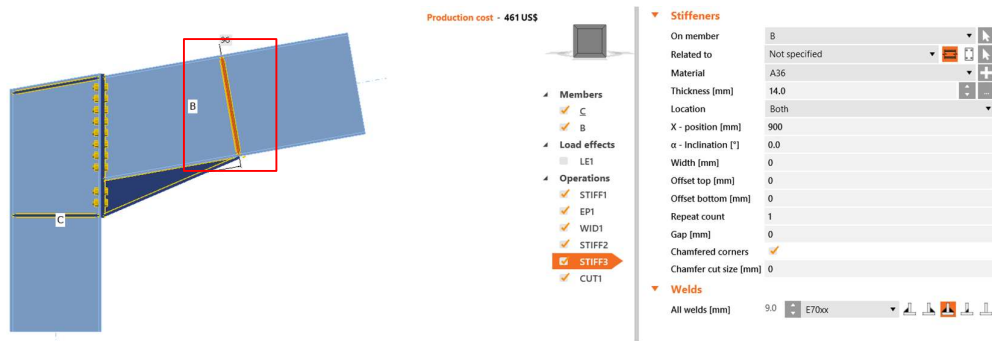 Production cost - 461 US$
B
C
Members
C
B
Load effects
LE1
Operations
STIFF1
EP1
WID1
STIFF2
STIFF3
CUT1
Stiffeners
On member B
Related to Not specified
Material A36
Thickness [mm] 14.0
Location Both
X - position [mm] 900
α - Inclination [°] 0.0
Width [mm] 0
Offset top [mm] 0
Offset bottom [mm] 0
Repeat count 1
Gap [mm] 0
Chamfered corners
Chamfer cut size [mm] 0
Welds
All welds [mm] 9.0 E70xx